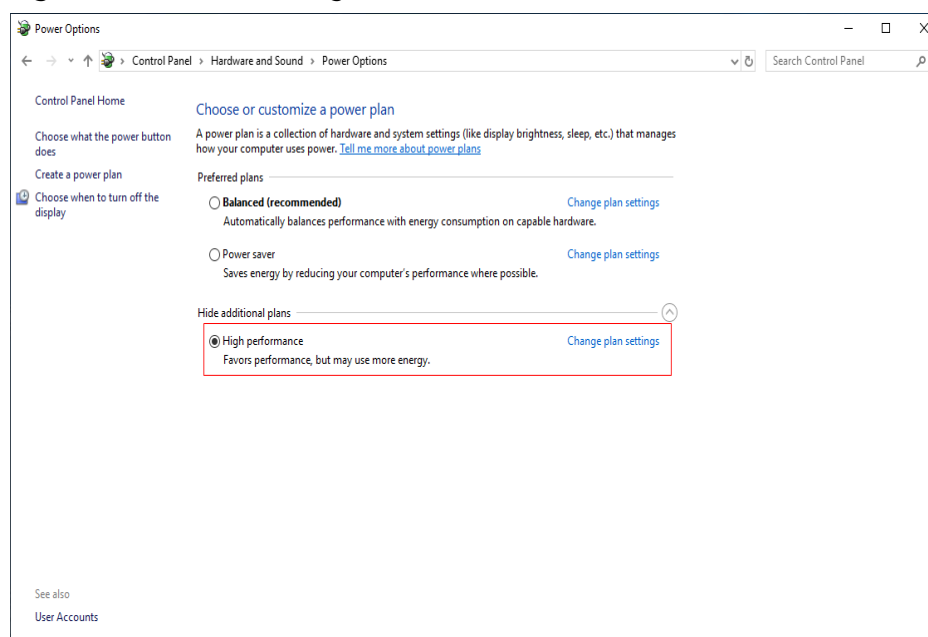 Power Options
Control Panel > Hardware and Sound > Power Options
Search Control Panel
Control Panel Home
Choose what the power button
does
Create a power plan
Choose when to turn off the
display
Choose or customize a power plan
A power plan is a collection of hardware and system settings (like display brightness, sleep, etc.) that manages
how your computer uses power. Tell me more about power plans
Preferred plans
Balanced (recommended) Change plan settings
Automatically balances performance with energy consumption on capable hardware.
Power saver Change plan settings
Saves energy by reducing your computer's performance where possible.
Hide additional plans
High performance Change plan settings
Favors performance, but may use more energy.
See also
User Accounts